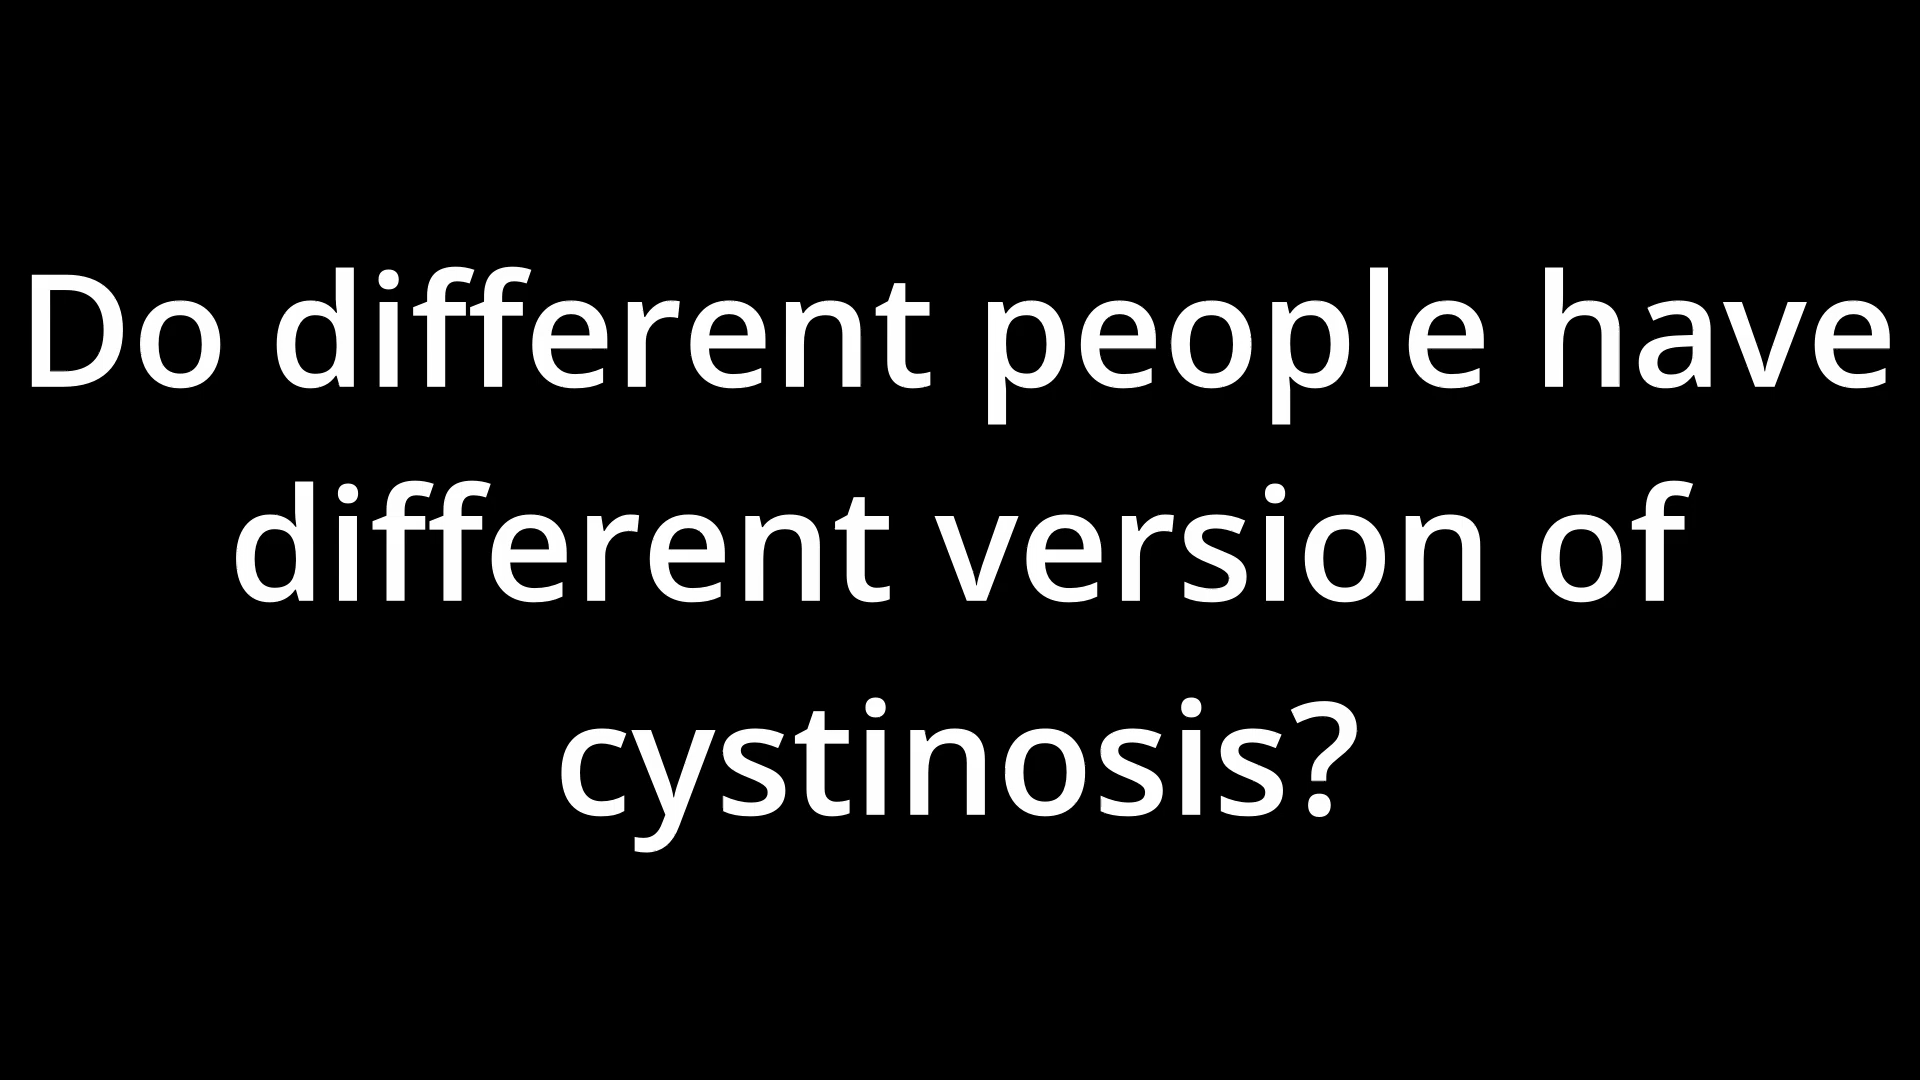 Do different people have
different version of
cystinosis?